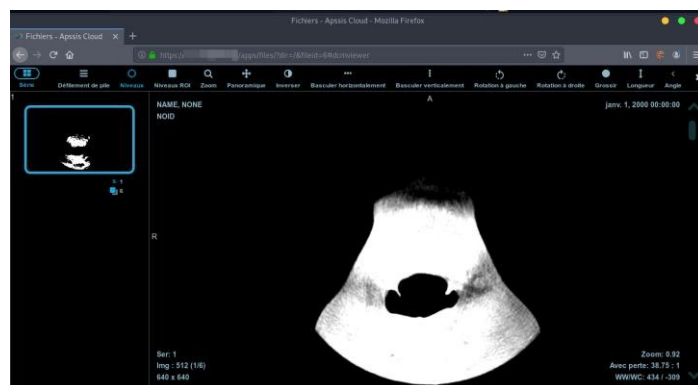 Fichiers - Apssis Cloud - Mozilla Firefox
Fichiers - Apssis Cloud × +
https:// /apps/files/?dir=/&fileid=6#dcmviewer
Série Défilement de pile Niveaux Niveaux ROI Zoom Panoramique Inverser Basculer horizontalement Basculer verticalement Rotation à gauche Rotation à droite Grossir Longueur Angle
1
NAME, NONE
NOID
A
janv. 1, 2000 00:00:00
R
Ser: 1
Img : 512 (1/6)
640 x 640
Zoom: 0.92
Avec perte: 38.75 : 1
WW/WC: 434 / -309